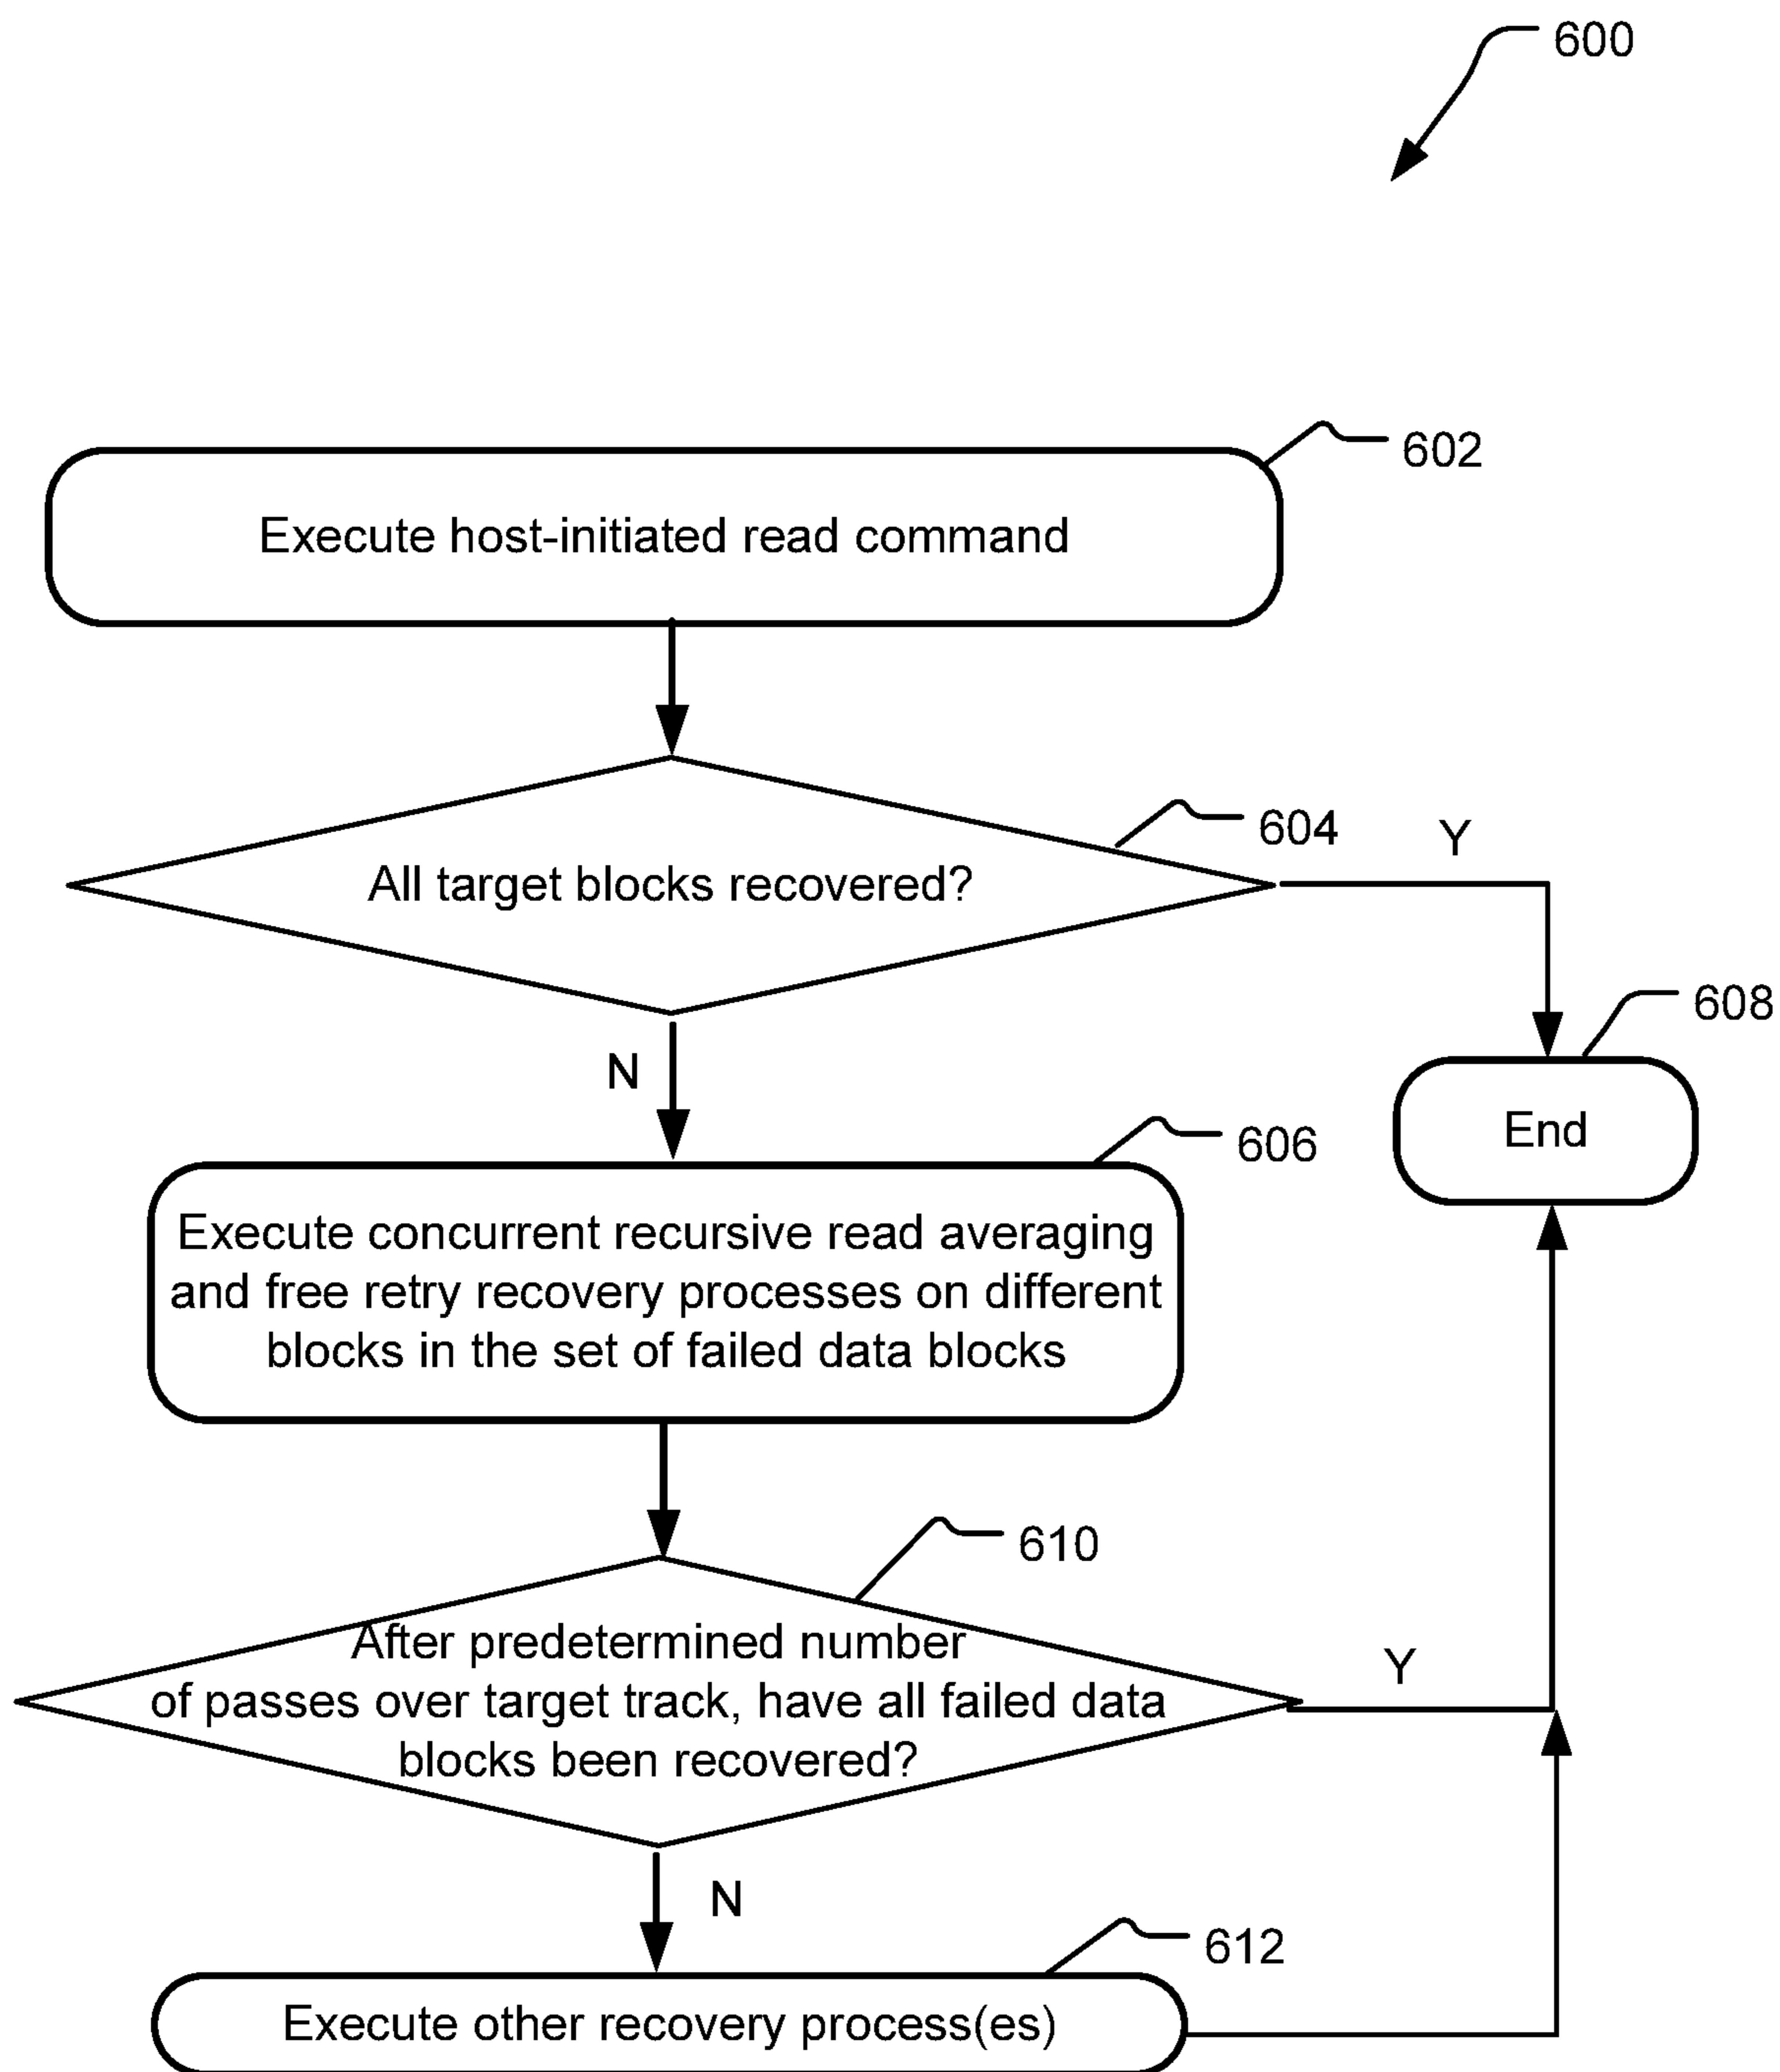 600
602
Execute host-initiated read command
604
Y
All target blocks recovered?
608
N
End
606
Execute concurrent recursive read averaging
and free retry recovery processes on different
blocks in the set of failed data blocks
610
After predetermined number
of passes over target track, have all failed data
blocks been recovered?
Y
N
612
Execute other recovery process(es)